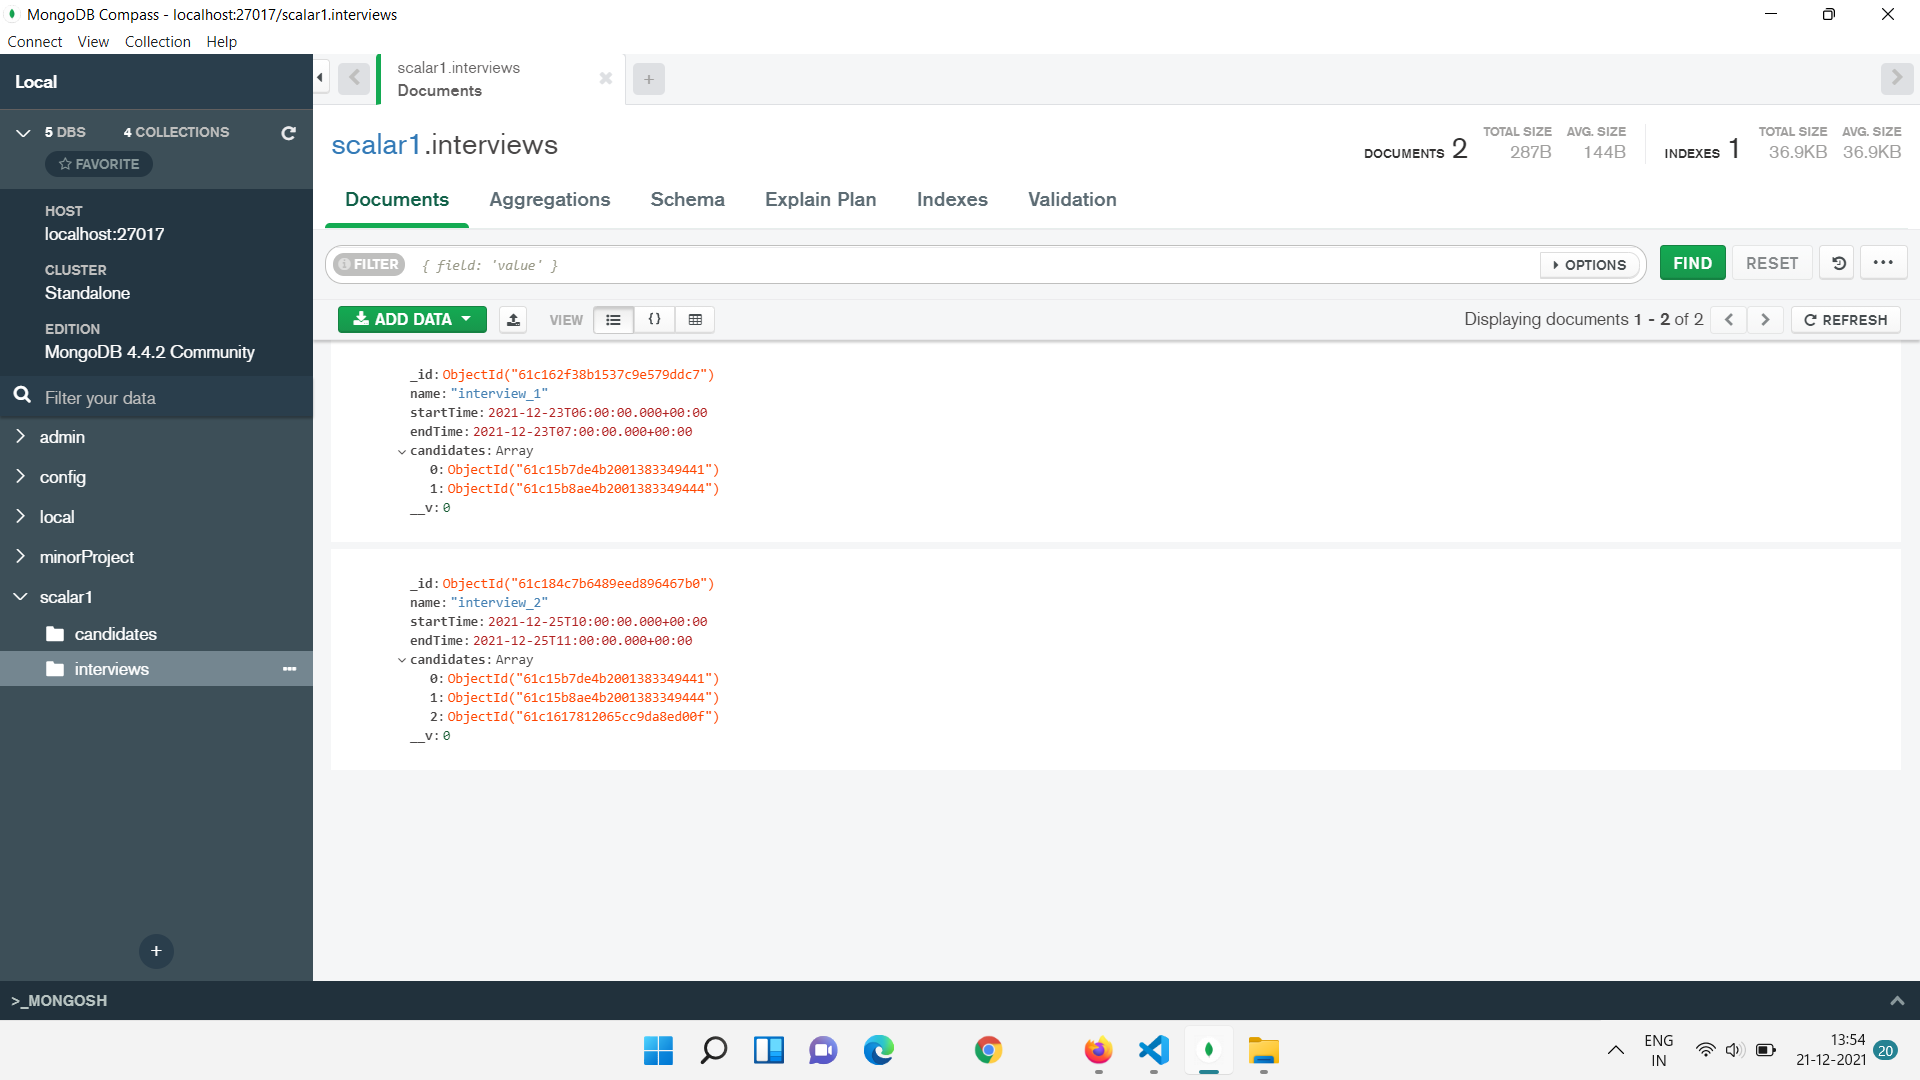 MongoDB Compass - localhost:27017/scalar1.interviews
Connect View Collection Help
Local
5 DBS 4 COLLECTIONS
FAVORITE
HOST
localhost:27017
CLUSTER
Standalone
EDITION
MongoDB 4.4.2 Community
Filter your data
admin
config
local
minorProject
scalar1
candidates
interviews
scalar1.interviews
Documents
scalar1.interviews
DOCUMENTS 2 TOTAL SIZE 287B AVG. SIZE 144B INDEXES 1 TOTAL SIZE 36.9KB AVG. SIZE 36.9KB
Documents Aggregations Schema Explain Plan Indexes Validation
FILTER { field: 'value' } OPTIONS FIND RESET
ADD DATA VIEW {} Displaying documents 1 - 2 of 2 REFRESH
_id: ObjectId("61c162f38b1537c9e579ddc7")
name: "interview_1"
startTime: 2021-12-23T06:00:00.000+00:00
endTime: 2021-12-23T07:00:00.000+00:00
candidates: Array
0: ObjectId("61c15b7de4b2001383349441")
1: ObjectId("61c15b8ae4b2001383349444")
__v: 0
_id: ObjectId("61c184c7b6489eed896467b0")
name: "interview_2"
startTime: 2021-12-25T10:00:00.000+00:00
endTime: 2021-12-25T11:00:00.000+00:00
candidates: Array
0: ObjectId("61c15b7de4b2001383349441")
1: ObjectId("61c15b8ae4b2001383349444")
2: ObjectId("61c1617812065cc9da8ed00f")
__v: 0
>_MONGOSH
ENG
IN
13:54
21-12-2021
20